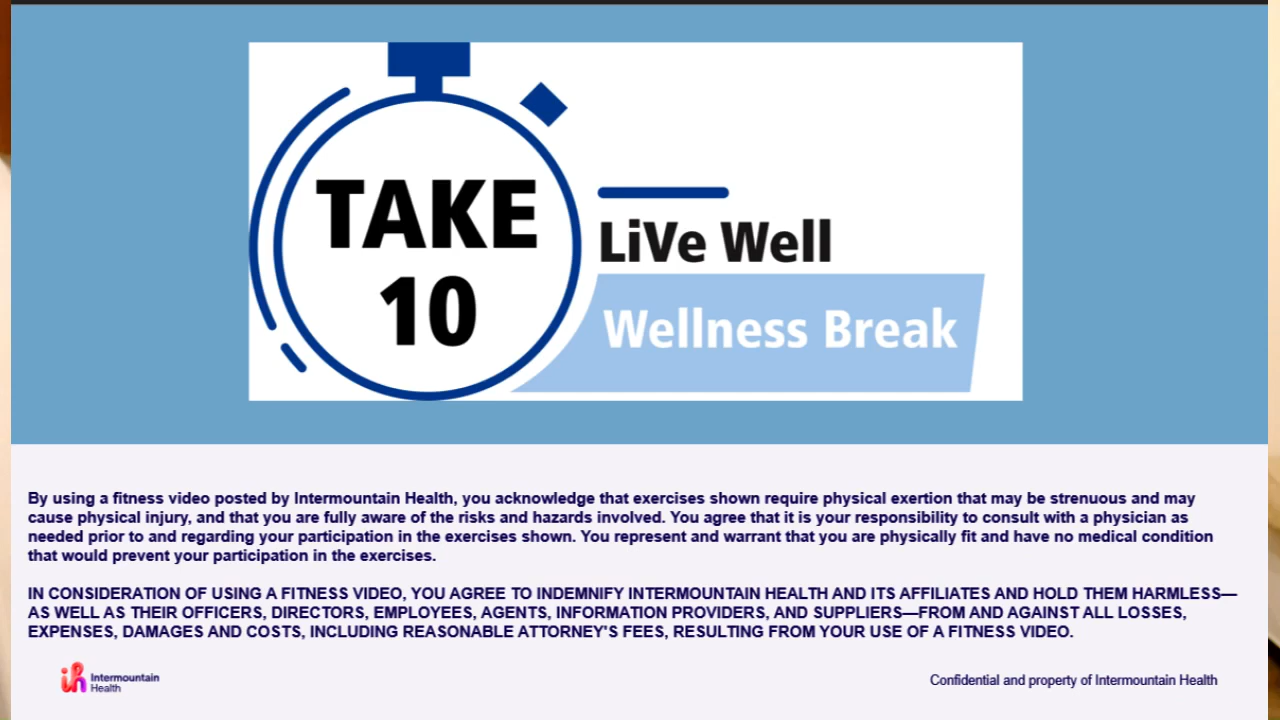 TAKE
10
LiVe Well
Wellness Break
By using a fitness video posted by Intermountain Health, you acknowledge that exercises shown require physical exertion that may be strenuous and may
cause physical injury, and that you are fully aware of the risks and hazards involved. You agree that it is your responsibility to consult with a physician as
needed prior to and regarding your participation in the exercises shown. You represent and warrant that you are physically fit and have no medical condition
that would prevent your participation in the exercises.
IN CONSIDERATION OF USING A FITNESS VIDEO, YOU AGREE TO INDEMNIFY INTERMOUNTAIN HEALTH AND ITS AFFILIATES AND HOLD THEM HARMLESS—
AS WELL AS THEIR OFFICERS, DIRECTORS, EMPLOYEES, AGENTS, INFORMATION PROVIDERS, AND SUPPLIERS—FROM AND AGAINST ALL LOSSES,
EXPENSES, DAMAGES AND COSTS, INCLUDING REASONABLE ATTORNEY'S FEES, RESULTING FROM YOUR USE OF A FITNESS VIDEO.
ih Intermountain
Health
Confidential and property of Intermountain Health